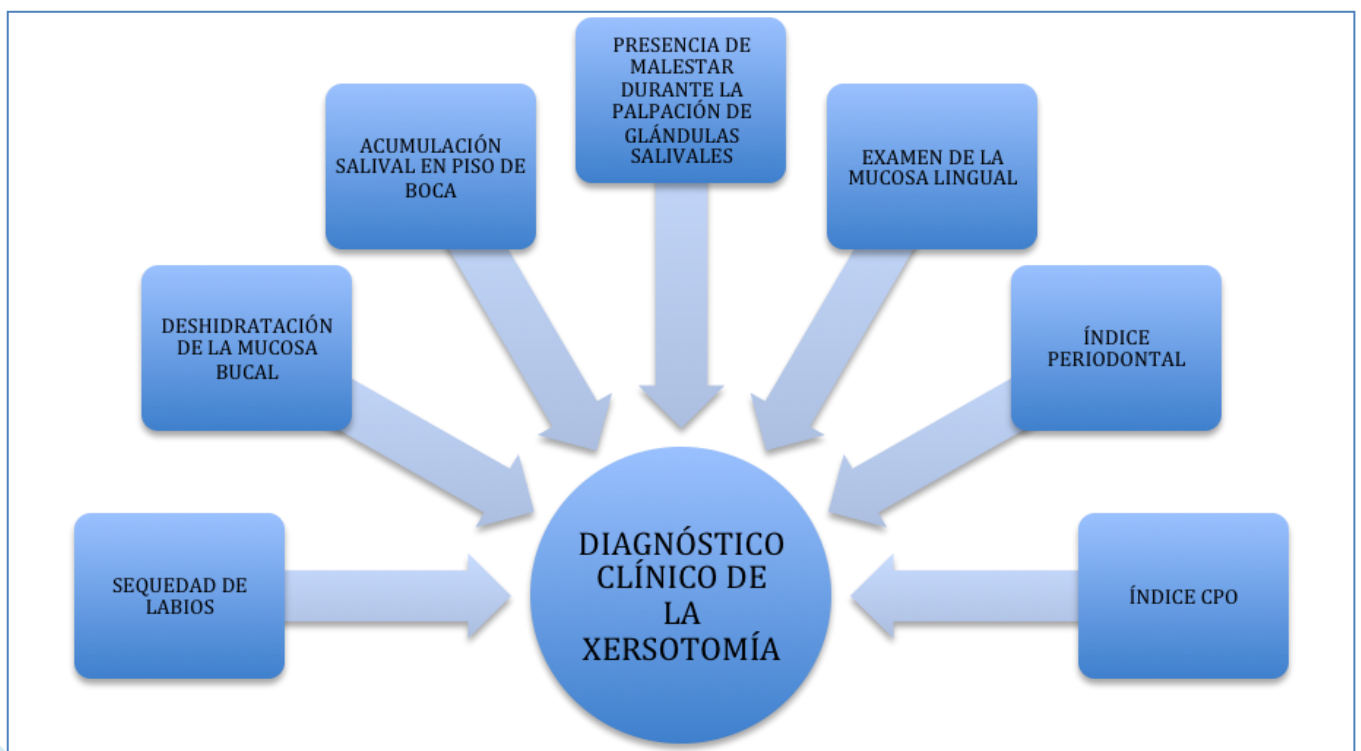 PRESENCIA DE
MALESTAR
DURANTE LA
PALPACIÓN DE
GLÁNDULAS
SALIVALES
ACUMULACIÓN
SALIVAL EN PISO DE
BOCA
EXAMEN DE LA
MUCOSA LINGUAL
DESHIDRATACIÓN
DE LA MUCOSA
BUCAL
ÍNDICE
PERIODONTAL
SEQUEDAD DE
LABIOS
DIAGNÓSTICO
CLÍNICO DE
LA
XERSOTOMÍA
ÍNDICE CPO